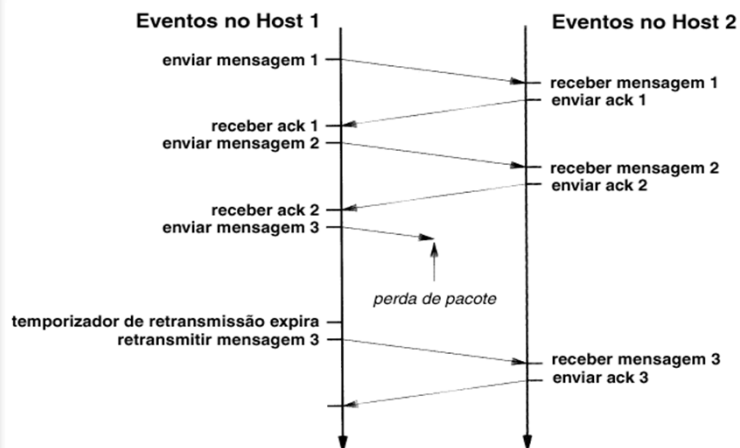 Eventos no Host 1
Eventos no Host 2
enviar mensagem 1
receber mensagem 1
enviar ack 1
receber ack 1
enviar mensagem 2
receber mensagem 2
enviar ack 2
receber ack 2
enviar mensagem 3
perda de pacote
temporizador de retransmissão expira
retransmitir mensagem 3
receber mensagem 3
enviar ack 3